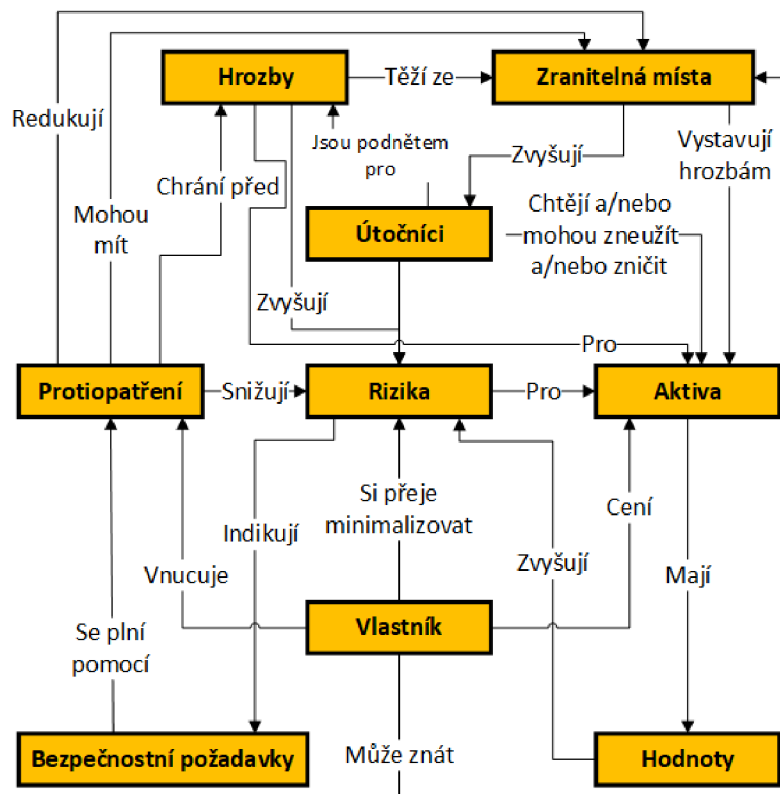 Hrozby
Těží ze
Zranitelná místa
Redukují
Jsou podnětem
pro
Zvyšují
Vystavují
hrozbám
Chrání před
Mohou
mít
Útočníci
Chtějí a/nebo
mohou zneužít
a/nebo zničit
Zvyšují
Pro
Protiopatření
Snižují
Rizika
Pro
Aktiva
Si přeje
minimalizovat
Cení
Indikují
Zvyšují
Vnucuje
Mají
Vlastník
Se plní
pomocí
Bezpečnostní požadavky
Může znát
Hodnoty